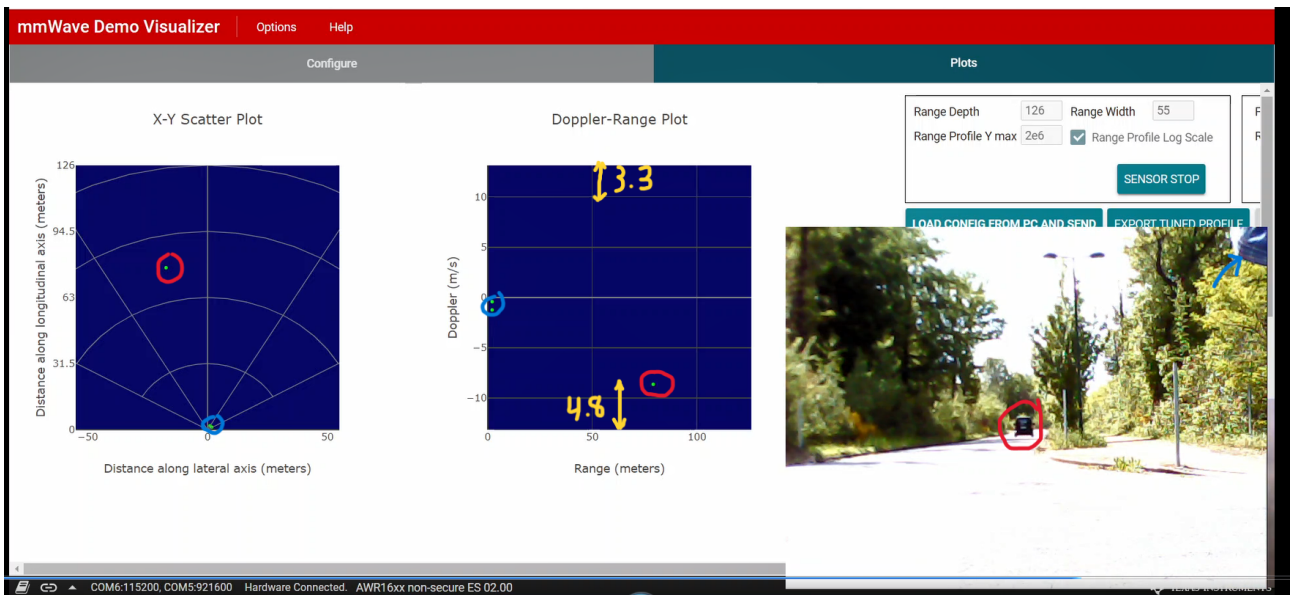 mmWave Demo Visualizer Options Help
Configure Plots
X-Y Scatter Plot
126
94.5
63
31.5
0
−50 0 50
Distance along longitudinal axis (meters)
Distance along lateral axis (meters)
Doppler-Range Plot
3.3
10
5
0
−5
−10
4.8
0 50 100
Doppler (m/s)
Range (meters)
Range Depth 126 Range Width 55
Range Profile Y max 2e6 Range Profile Log Scale
SENSOR STOP
LOAD CONFIG FROM PC AND SEND EXPORT TUNED PROFILE
COM6:115200, COM5:921600 Hardware Connected. AWR16xx non-secure ES 02.00
TEXAS INSTRUMENTS